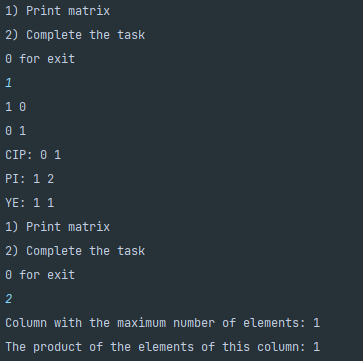 1) Print matrix
2) Complete the task
0 for exit
1
1 0
0 1
CIP: 0 1
PI: 1 2
YE: 1 1
1) Print matrix
2) Complete the task
0 for exit
2
Column with the maximum number of elements: 1
The product of the elements of this column: 1